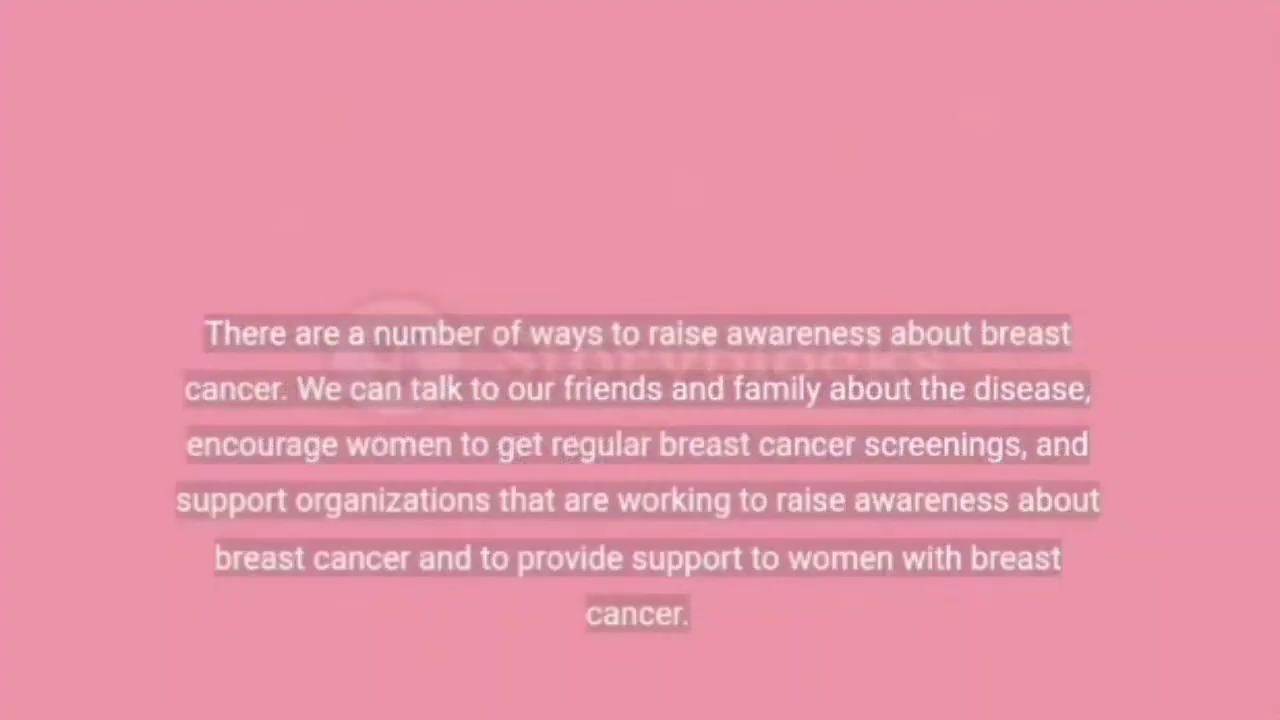 There are a number of ways to raise awareness about breast
cancer. We can talk to our friends and family about the disease,
encourage women to get regular breast cancer screenings, and
support organizations that are working to raise awareness about
breast cancer and to provide support to women with breast
cancer.